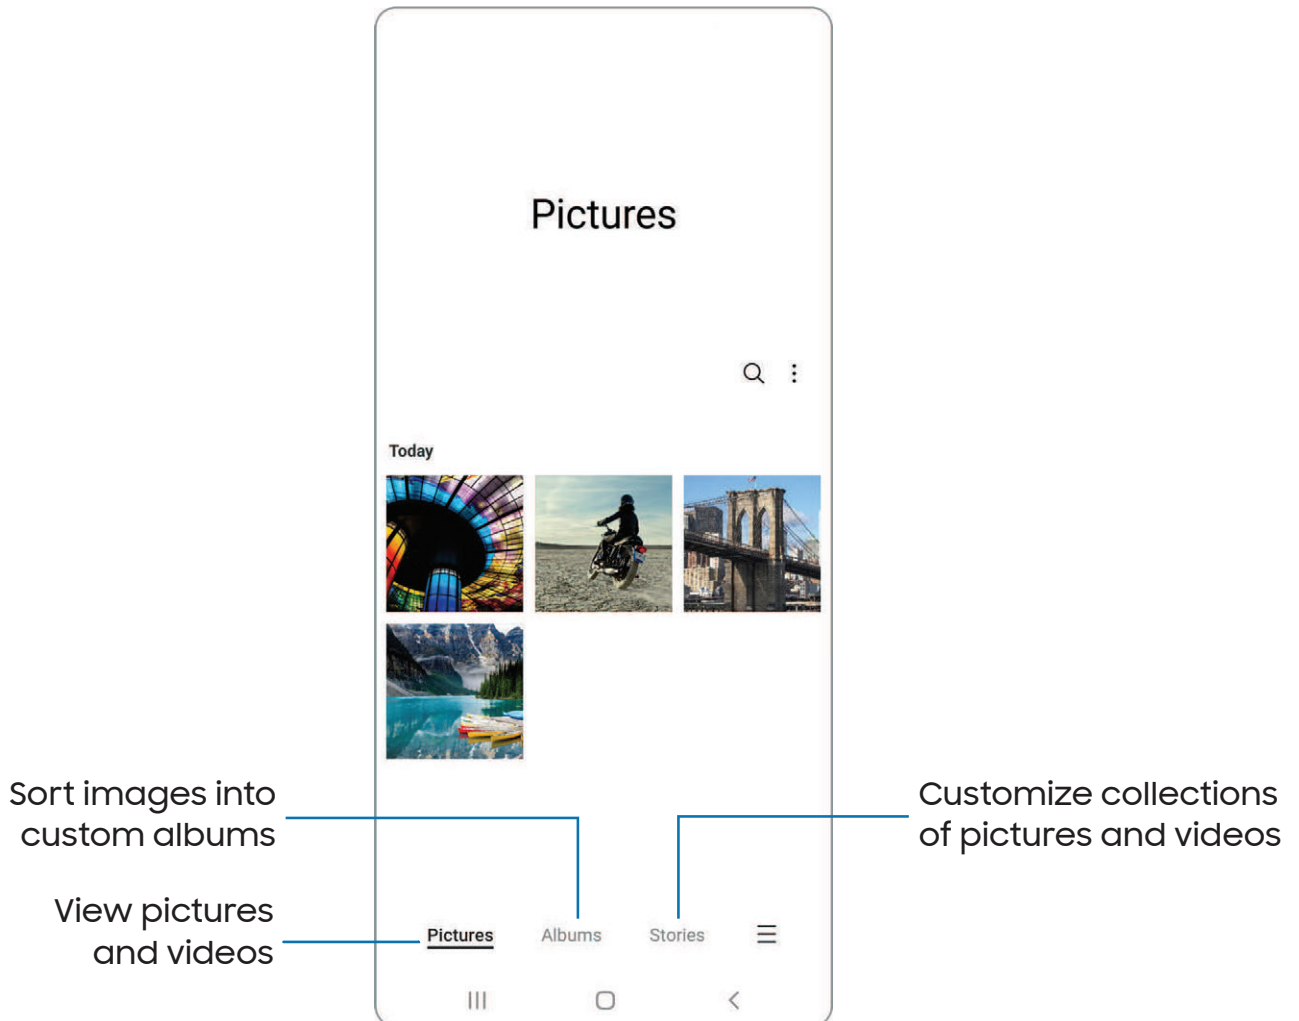 Pictures
Today
Sort images into
custom albums
Customize collections
of pictures and videos
View pictures
and videos
Pictures Albums Stories